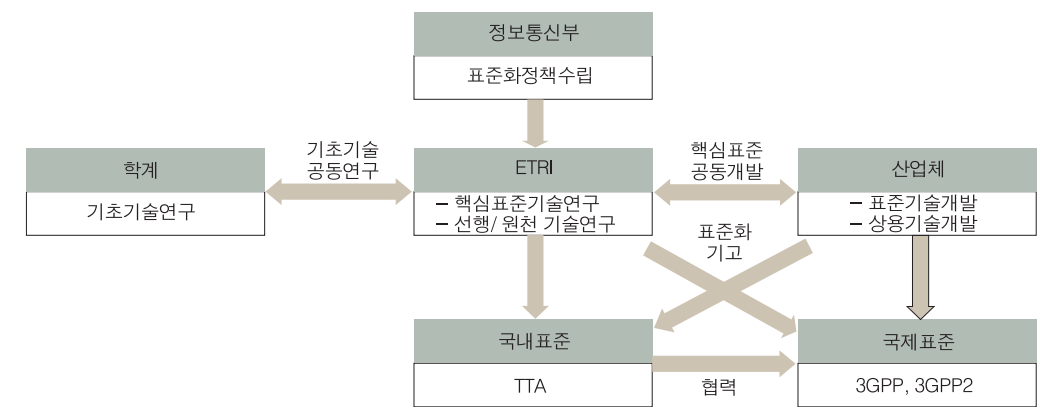 정보통신부
표준화정책수립
기초기술
공동연구
핵심표준
공동개발
학계
기초기술연구
ETRI
– 핵심표준기술연구
– 선행/ 원천 기술연구
산업체
– 표준기술개발
– 상용기술개발
표준화
기고
국내표준
TTA
협력
국제표준
3GPP, 3GPP2